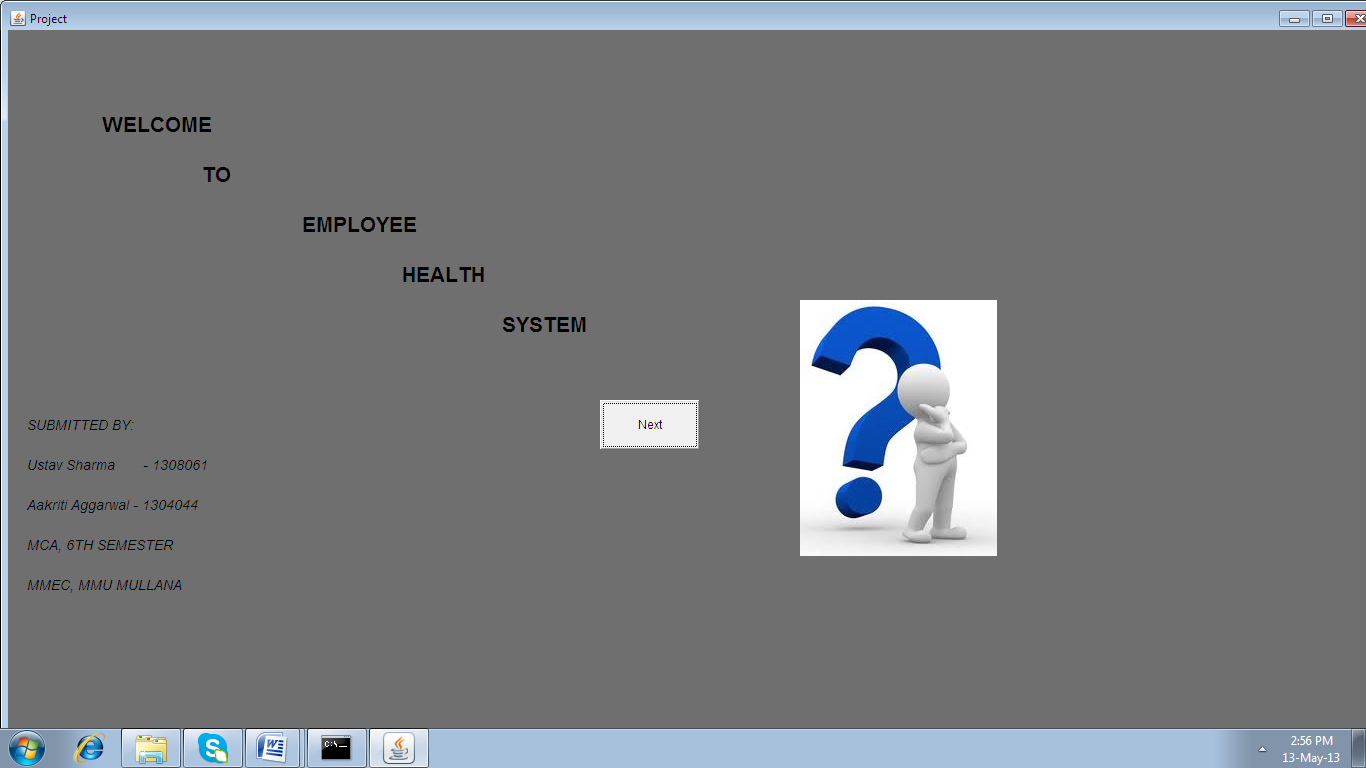 Project
WELCOME
TO
EMPLOYEE
HEALTH
SYSTEM
Next
SUBMITTED BY:
Ustav Sharma - 1308061
Aakriti Aggarwal - 1304044
MCA, 6TH SEMESTER
MMEC, MMU MULLANA
C:\
2:56 PM
13-May-13